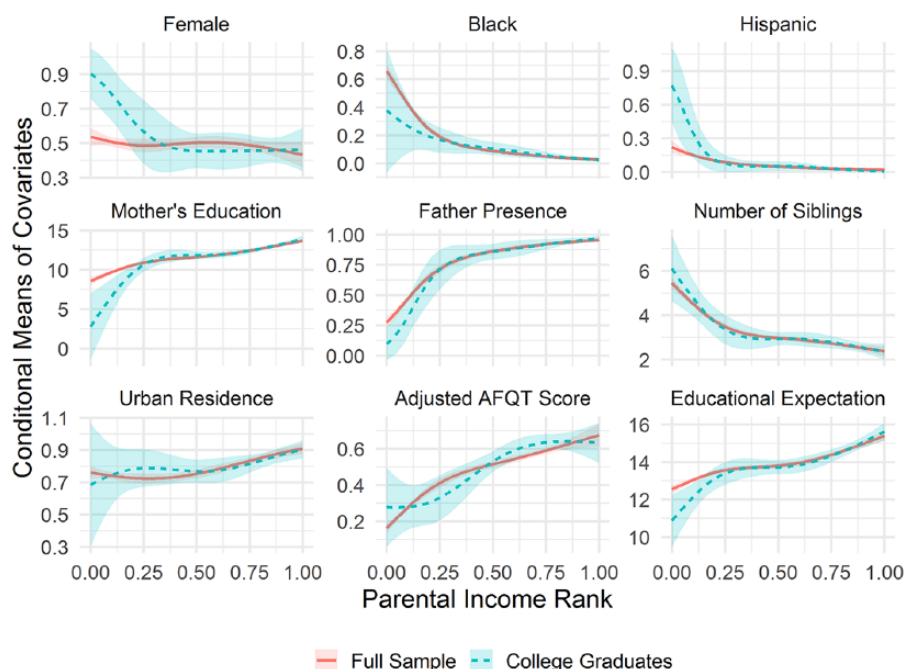 Female Black Hispanic
0.9 0.8 0.9
0.7 0.6 0.6
0.5 0.4 0.3
0.3 0.2 0.0
0.0
Mother's Education Father Presence Number of Siblings
15 1.00 6
10 0.75 4
5 0.50 2
0 0.25
0.00
Urban Residence Adjusted AFQT Score Educational Expectation
1.1 0.6 16
0.9 0.4 14
0.7 0.2 12
0.5 10
0.3
0.00 0.25 0.50 0.75 1.00 0.00 0.25 0.50 0.75 1.00 0.00 0.25 0.50 0.75 1.00
Conditonal Means of Covariates
Parental Income Rank
Full Sample College Graduates